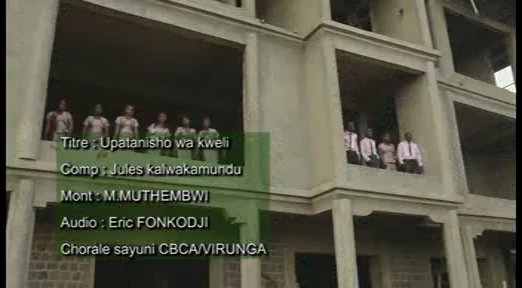 Titre : Upatanisho wa kweli
Comp : Jules kalwakamundu
Mont : M.MUTHEMBWI
Audio : Eric FONKODJI
Chorale sayuni CBCA/VIRUNGA